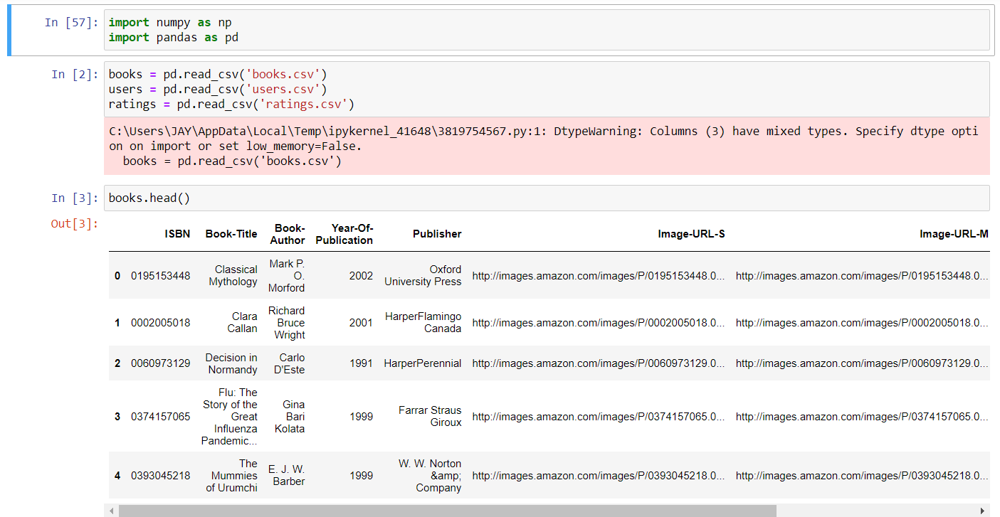 In [57]: import numpy as np
import pandas as pd
In [2]: books = pd.read_csv('books.csv')
users = pd.read_csv('users.csv')
ratings = pd.read_csv('ratings.csv')
C:\Users\JAY\AppData\Local\Temp\ipykernel_41648\3819754567.py:1: DtypeWarning: Columns (3) have mixed types. Specify dtype opti
on on import or set low_memory=False.
books = pd.read_csv('books.csv')
In [3]: books.head()
Out[3]:
ISBN Book-Title Book-Author Year-Of-Publication Publisher Image-URL-S Image-URL-M
0 0195153448 Classical Mythology Mark P. O. Morford 2002 Oxford University Press http://images.amazon.com/images/P/0195153448.0... http://images.amazon.com/images/P/0195153448.0...
1 0002005018 Clara Callan Richard Bruce Wright 2001 HarperFlamingo Canada http://images.amazon.com/images/P/0002005018.0... http://images.amazon.com/images/P/0002005018.0...
2 0060973129 Decision in Normandy Carlo D'Este 1991 HarperPerennial http://images.amazon.com/images/P/0060973129.0... http://images.amazon.com/images/P/0060973129.0...
3 0374157065 Flu: The Story of the Great Influenza Pandemic... Gina Bari Kolata 1999 Farrar Straus Giroux http://images.amazon.com/images/P/0374157065.0... http://images.amazon.com/images/P/0374157065.0...
4 0393045218 The Mummies of Urumchi E. J. W. Barber 1999 W. W. Norton &amp; Company http://images.amazon.com/images/P/0393045218.0... http://images.amazon.com/images/P/0393045218.0...